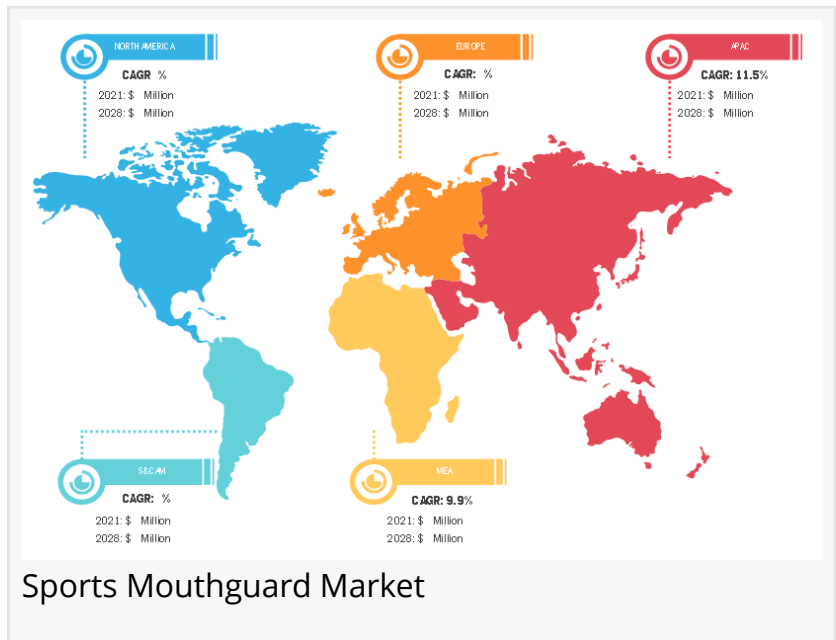 NORTH AMERICA
CAGR %
2021: $ Million
2028: $ Million
EUROPE
CAGR: %
2021: $ Million
2028: $ Million
APAC
CAGR: 11.5%
2021: $ Million
2028: $ Million
S&CAM
CAGR: %
2021: $ Million
2028: $ Million
MEA
CAGR: 9.9%
2021: $ Million
2028: $ Million
Sports Mouthguard Market